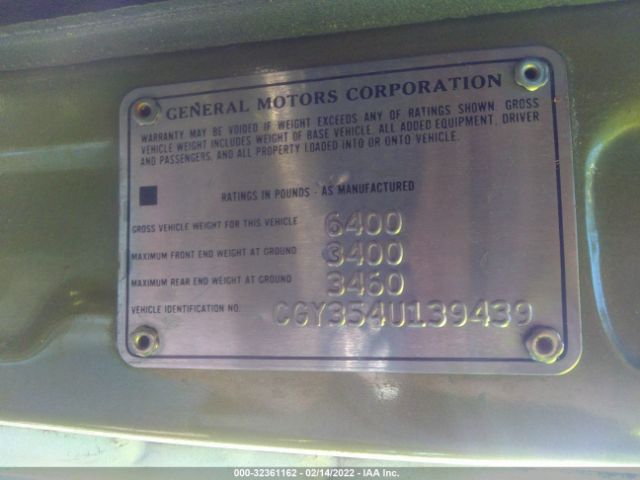 GENERAL MOTORS CORPORATION
WARRANTY MAY BE VOIDED IF WEIGHT EXCEEDS ANY OF RATINGS SHOWN. GROSS
VEHICLE WEIGHT INCLUDES WEIGHT OF BASE VEHICLE, ALL ADDED EQUIPMENT, DRIVER
AND PASSENGERS, AND ALL PROPERTY LOADED INTO OR ONTO VEHICLE.
RATINGS IN POUNDS - AS MANUFACTURED
GROSS VEHICLE WEIGHT FOR THIS VEHICLE 6400
MAXIMUM FRONT END WEIGHT AT GROUND 3400
MAXIMUM REAR END WEIGHT AT GROUND 3460
VEHICLE IDENTIFICATION NO. CGY354U139439
000-32361162 - 02/14/2022 - IAA Inc.